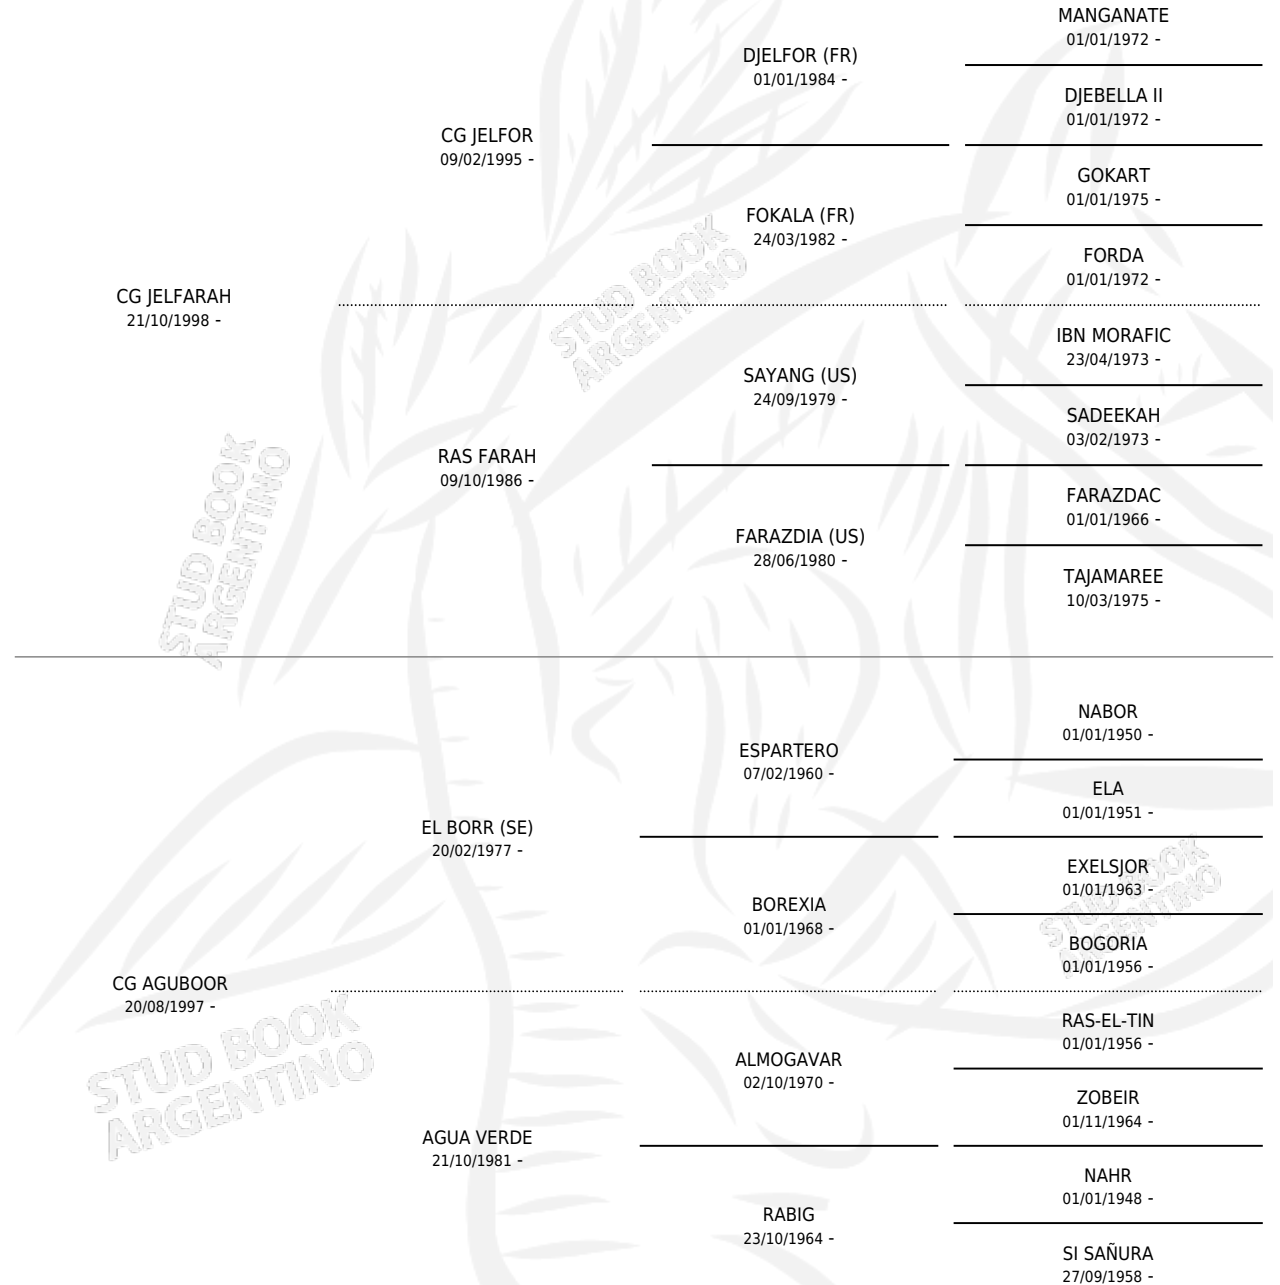 MANGANATE
01/01/1972 -
DJELFOR (FR)
01/01/1984 -
DJEBELLA II
01/01/1972 -
CG JELFOR
09/02/1995 -
GOKART
01/01/1975 -
FOKALA (FR)
24/03/1982 -
FORDA
01/01/1972 -
CG JELFARAH
21/10/1998 -
STUD BOOK
ARGENTINO
IBN MORAFIC
23/04/1973 -
SAYANG (US)
24/09/1979 -
SADEEKAH
03/02/1973 -
RAS FARAH
09/10/1986 -
FARAZDAC
01/01/1966 -
FARAZDIA (US)
28/06/1980 -
TAJAMAREE
10/03/1975 -
STUD BOOK
ARGENTINO
NABOR
01/01/1950 -
ESPARTERO
07/02/1960 -
ELA
01/01/1951 -
EL BORR (SE)
20/02/1977 -
EXELSJOR
01/01/1963 -
BOREXIA
01/01/1968 -
STUD BOOK
ARGENTINO
BOGORIA
01/01/1956 -
CG AGUBOOR
20/08/1997 -
RAS-EL-TIN
01/01/1956 -
ALMOGAVAR
02/10/1970 -
STUD BOOK
ARGENTINO
ZOBEIR
01/11/1964 -
AGUA VERDE
21/10/1981 -
NAHR
01/01/1948 -
RABIG
23/10/1964 -
SI SAÑURA
27/09/1958 -